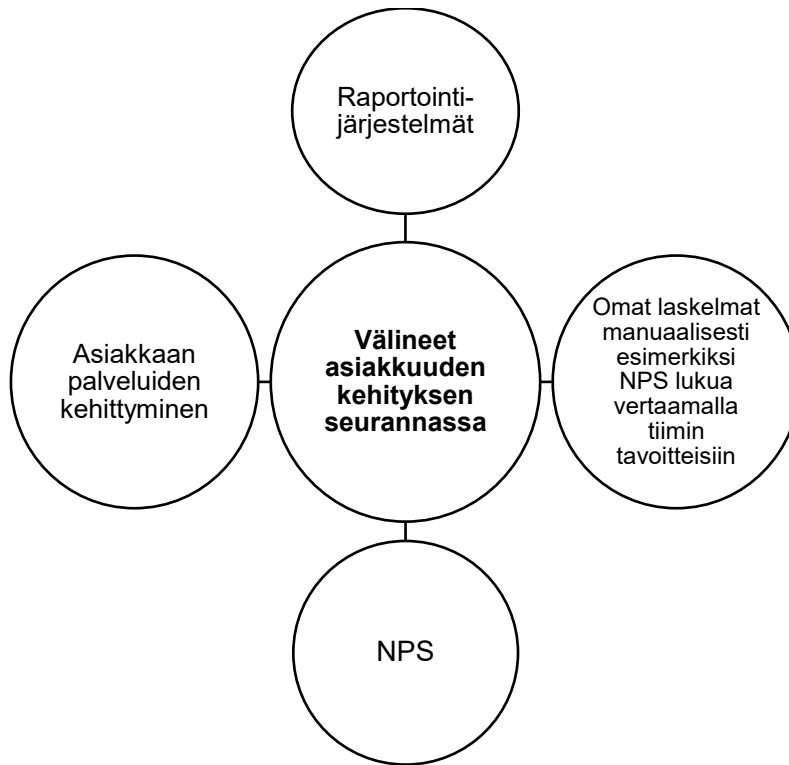 Raportointi-
järjestelmät
Asiakkaan
palveluiden
kehittyminen
Välineet
asiakkuuden
kehityksen
seurannassa
Omat laskelmat
manuaalisesti
esimerkiksi
NPS lukua
vertaamalla
tiimin
tavoitteisiin
NPS